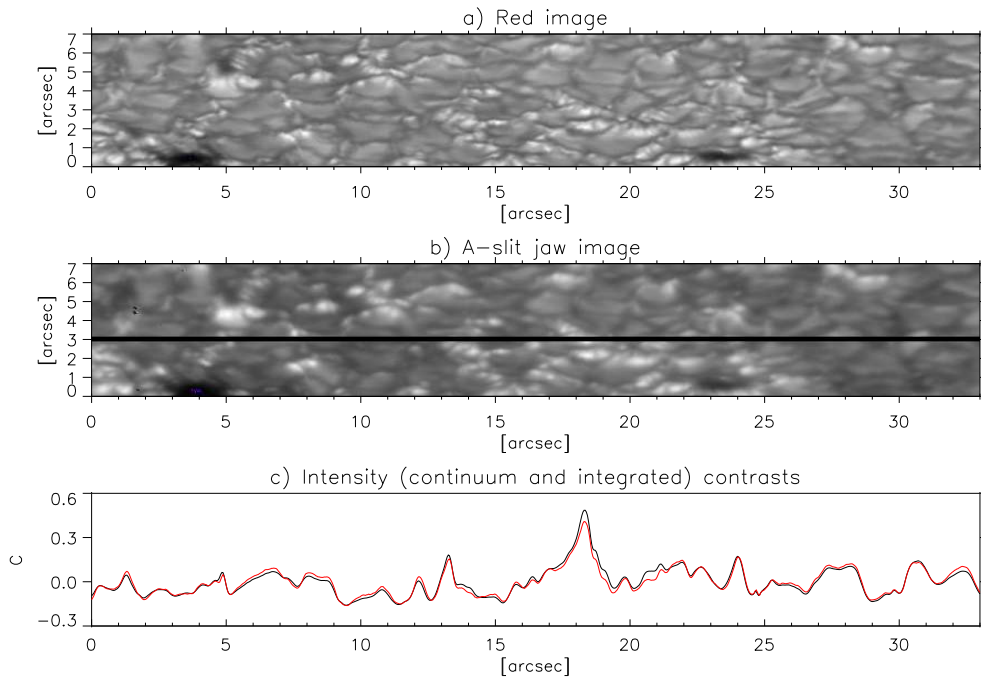 a) Red image
7
6
5
4
3
2
1
0
[arcsec]
0 5 10 15 20 25 30
[arcsec]
b) A-slit jaw image
7
6
5
4
3
2
1
0
[arcsec]
0 5 10 15 20 25 30
[arcsec]
c) Intensity (continuum and integrated) contrasts
0.6
0.3
0.0
-0.3
C
0 5 10 15 20 25 30
[arcsec]